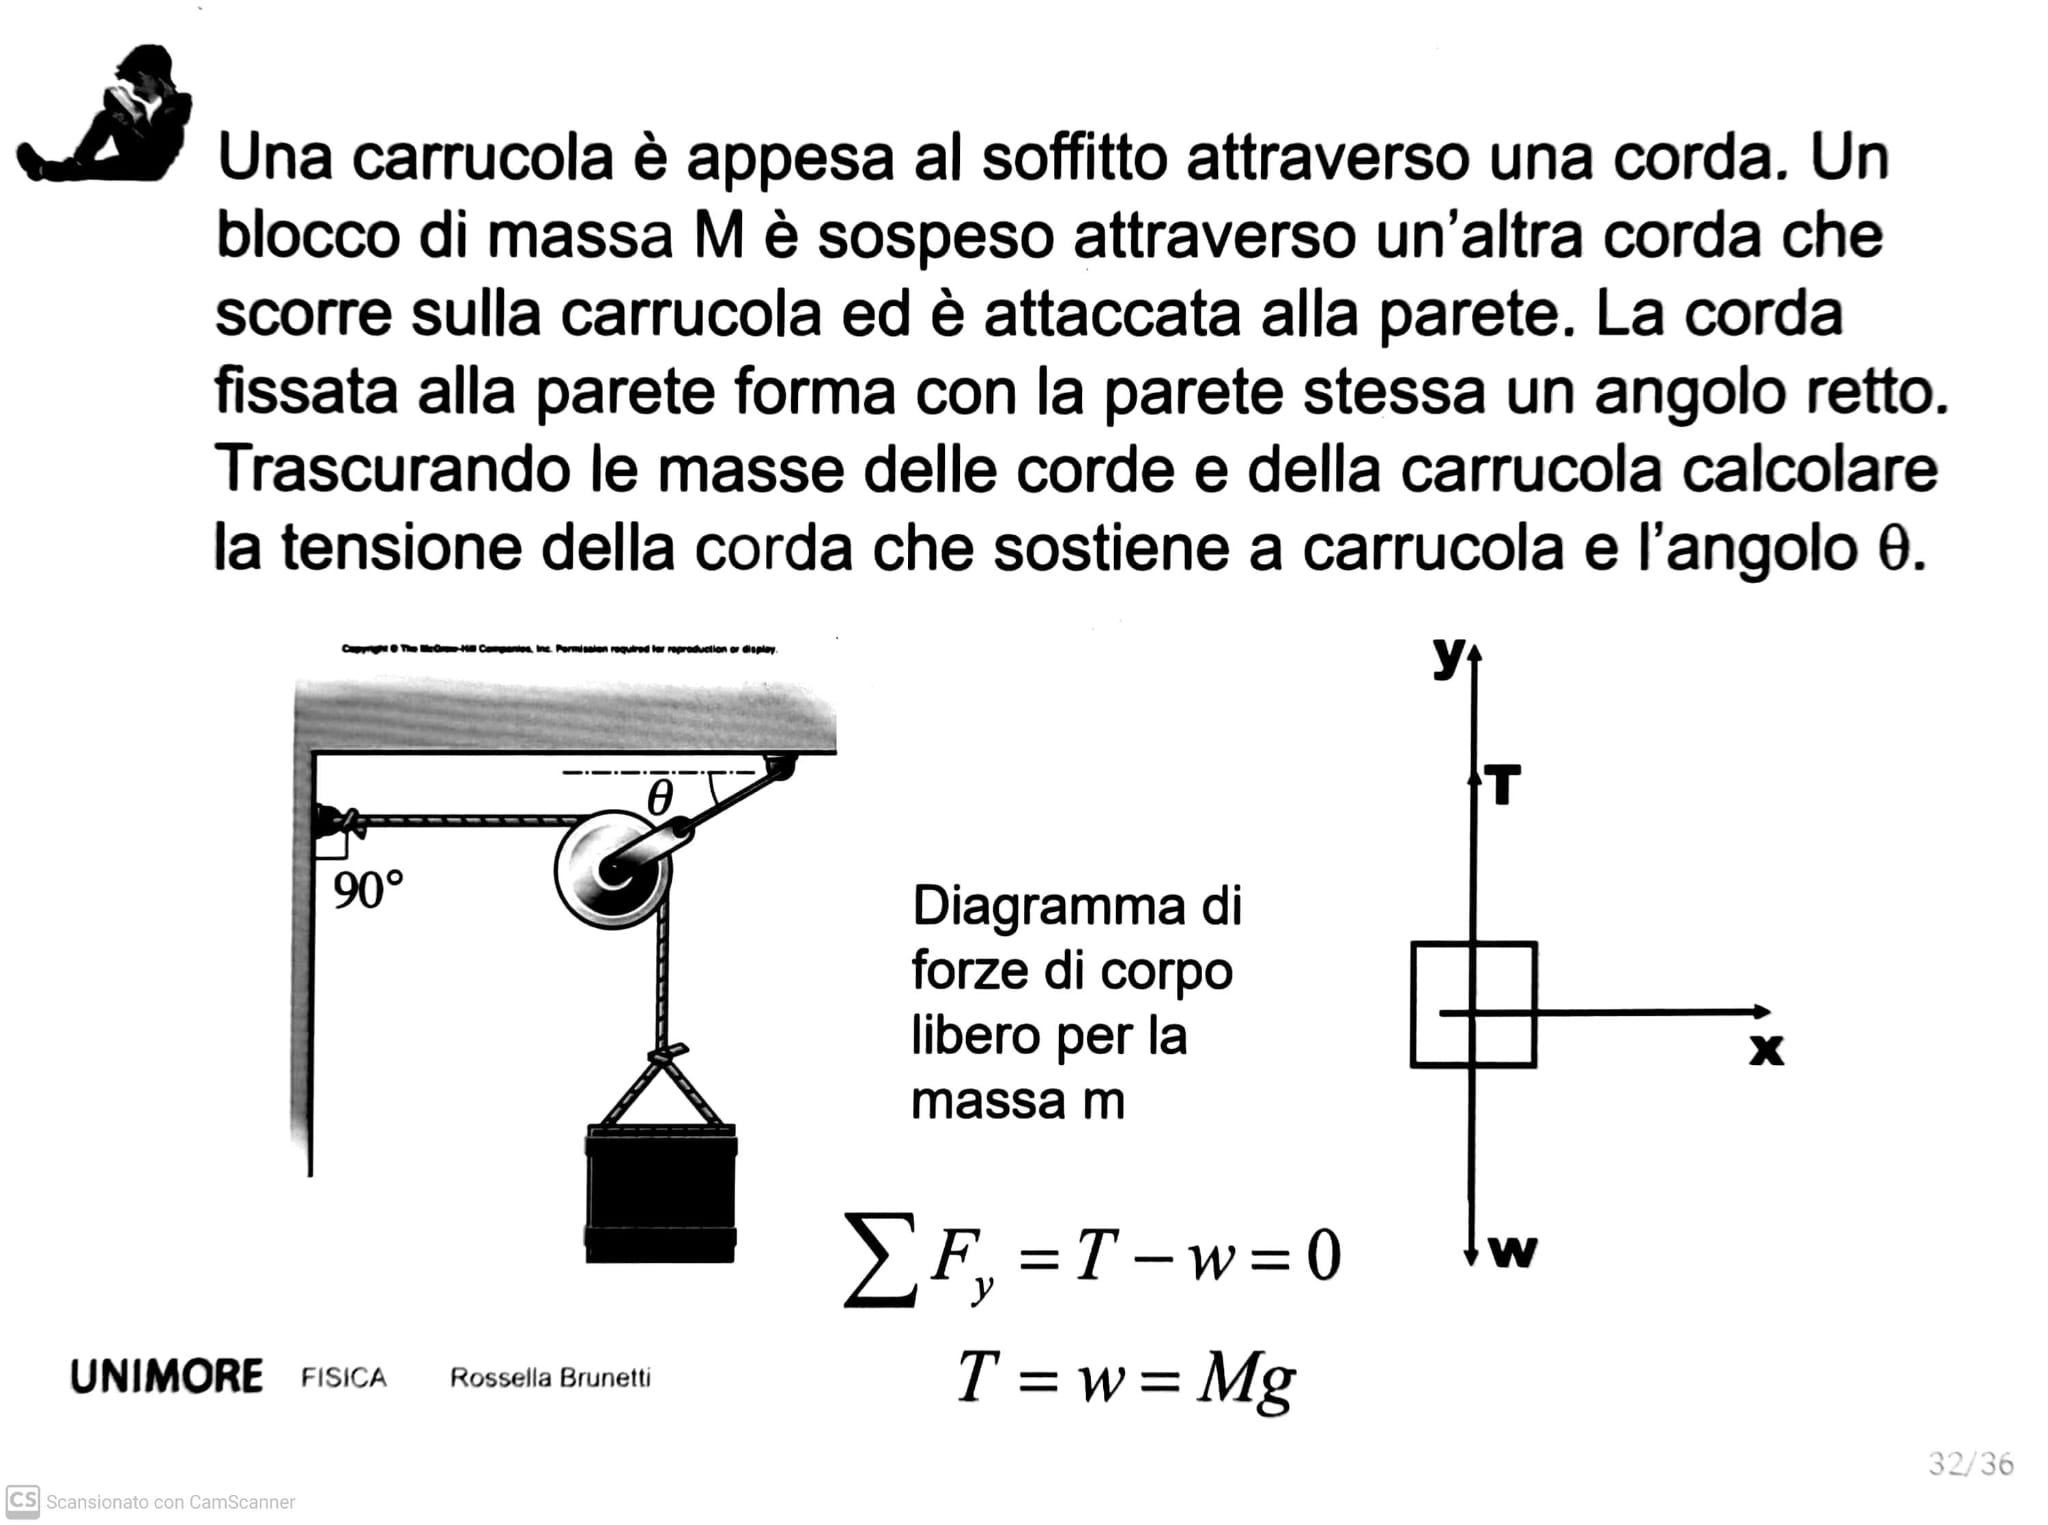 Una carrucola è appesa al soffitto attraverso una corda. Un
blocco di massa M è sospeso attraverso un'altra corda che
scorre sulla carrucola ed è attaccata alla parete. La corda
fissata alla parete forma con la parete stessa un angolo retto.
Trascurando le masse delle corde e della carrucola calcolare
la tensione della corda che sostiene a carrucola e l'angolo θ.
Copyright © The McGraw-Hill Companies, Inc. Permission required for reproduction or display.
θ
90°
Diagramma di
forze di corpo
libero per la
massa m
y
T
x
w
∑ F_y = T − w = 0
T = w = Mg
UNIMORE FISICA Rossella Brunetti
32/36
CS Scansionato con CamScanner